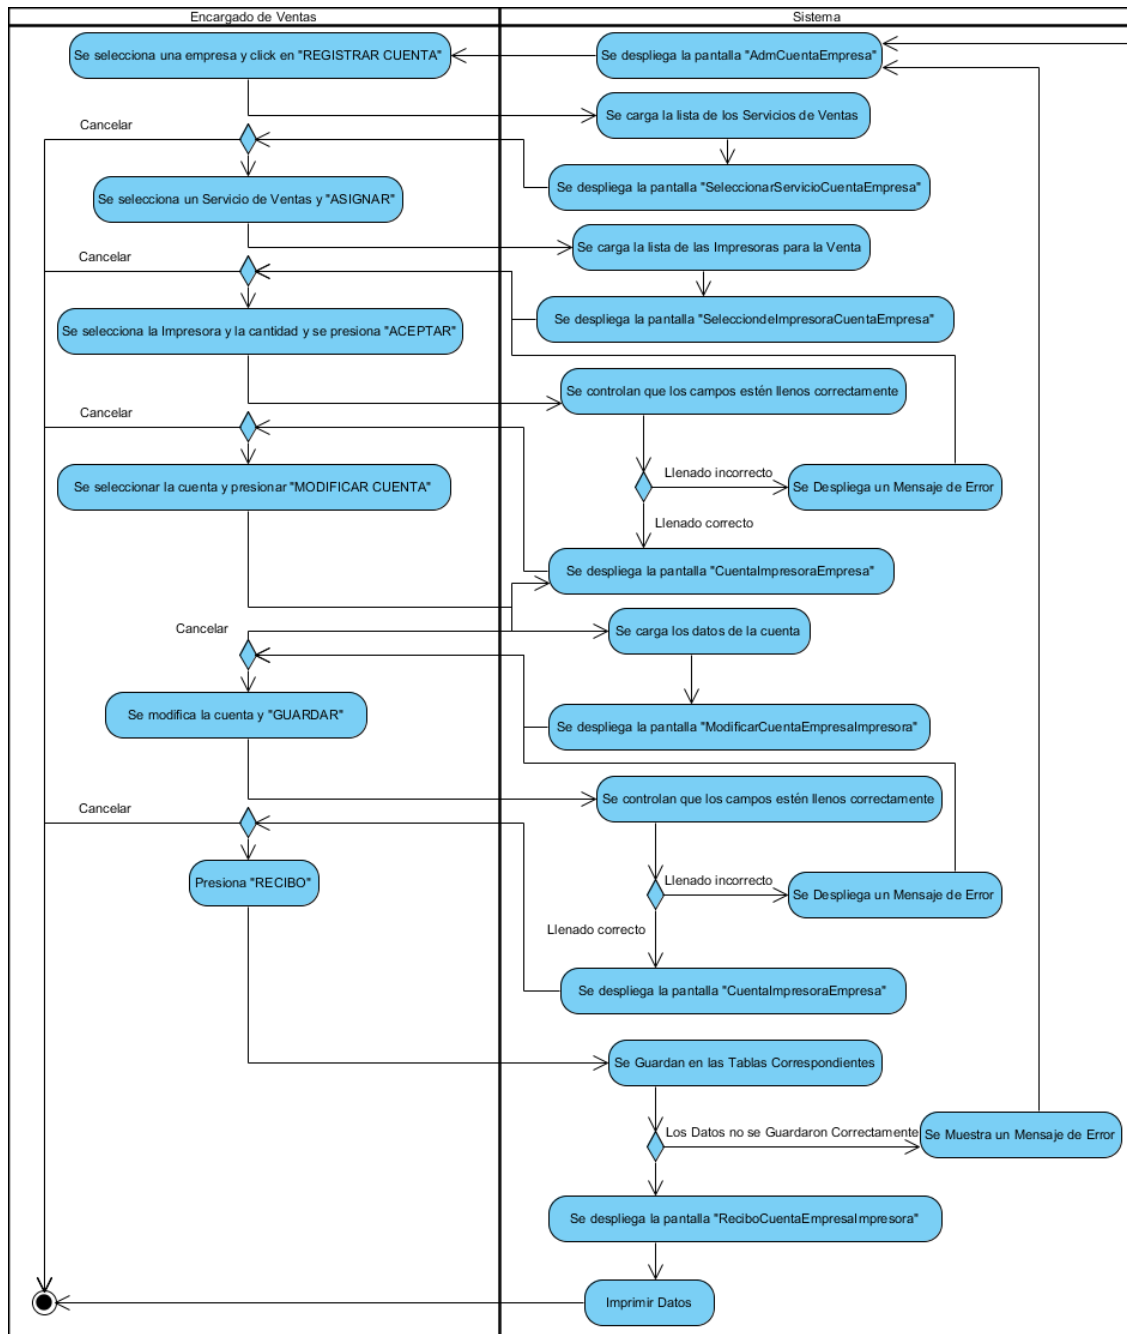 Encargado de Ventas
Sistema
Se selecciona una empresa y click en "REGISTRAR CUENTA"
Se despliega la pantalla "AdmCuentaEmpresa"
Se carga la lista de los Servicios de Ventas
Cancelar
Se despliega la pantalla "SeleccionarServicioCuentaEmpresa"
Se selecciona un Servicio de Ventas y "ASIGNAR"
Se carga la lista de las Impresoras para la Venta
Cancelar
Se despliega la pantalla "SelecciondeImpresoraCuentaEmpresa"
Se selecciona la Impresora y la cantidad y se presiona "ACEPTAR"
Se controlan que los campos estén llenos correctamente
Cancelar
Llenado incorrecto
Se seleccionar la cuenta y presionar "MODIFICAR CUENTA"
Se Despliega un Mensaje de Error
Llenado correcto
Se despliega la pantalla "CuentaImpresoraEmpresa"
Cancelar
Se carga los datos de la cuenta
Se modifica la cuenta y "GUARDAR"
Se despliega la pantalla "ModificarCuentaEmpresaImpresora"
Se controlan que los campos estén llenos correctamente
Cancelar
Presiona "RECIBO"
Llenado incorrecto
Se Despliega un Mensaje de Error
Llenado correcto
Se despliega la pantalla "CuentaImpresoraEmpresa"
Se Guardan en las Tablas Correspondientes
Los Datos no se Guardaron Correctamente
Se Muestra un Mensaje de Error
Se despliega la pantalla "ReciboCuentaEmpresaImpresora"
Imprimir Datos